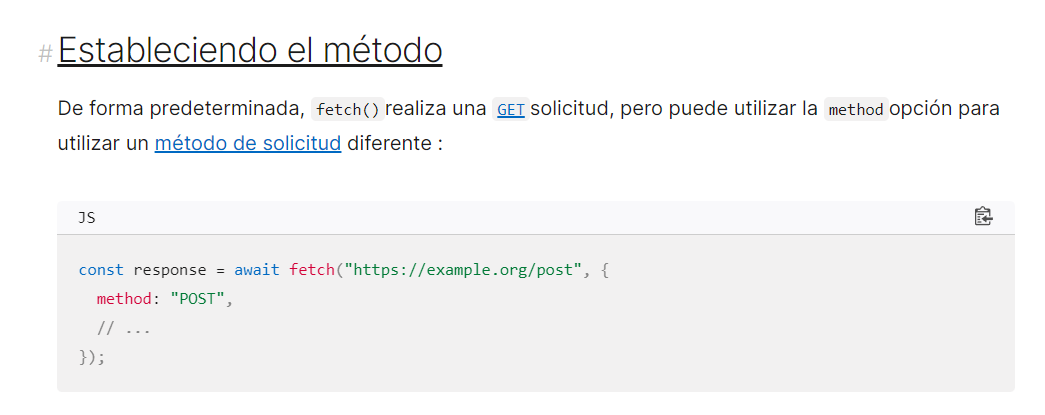 # Estableciendo el método
De forma predeterminada, fetch() realiza una GET solicitud, pero puede utilizar la method opción para
utilizar un método de solicitud diferente :
JS
const response = await fetch("https://example.org/post", {
  method: "POST",
  // ...
});